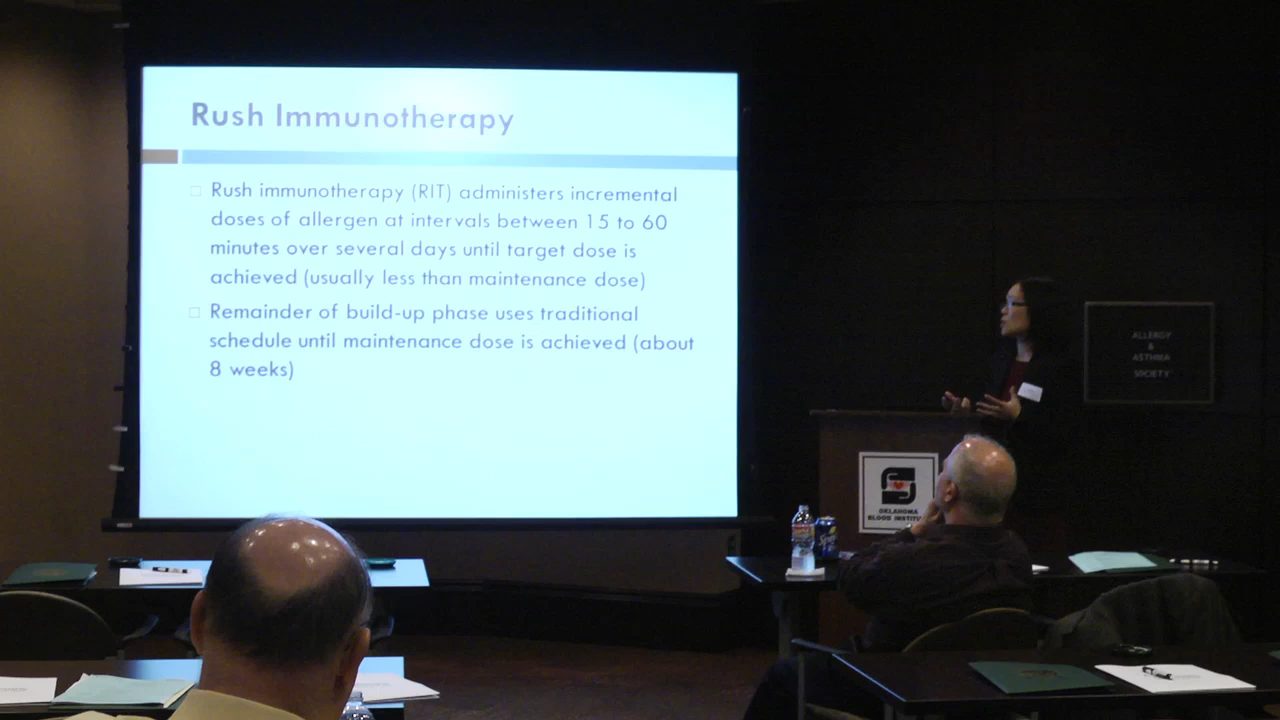 Rush Immunotherapy
Rush immunotherapy (RIT) administers incremental
doses of allergen at intervals between 15 to 60
minutes over several days until target dose is
achieved (usually less than maintenance dose)
Remainder of build-up phase uses traditional
schedule until maintenance dose is achieved (about
8 weeks)
ALLERGY
&
ASTHMA
SOCIETY
OKLAHOMA
BLOOD